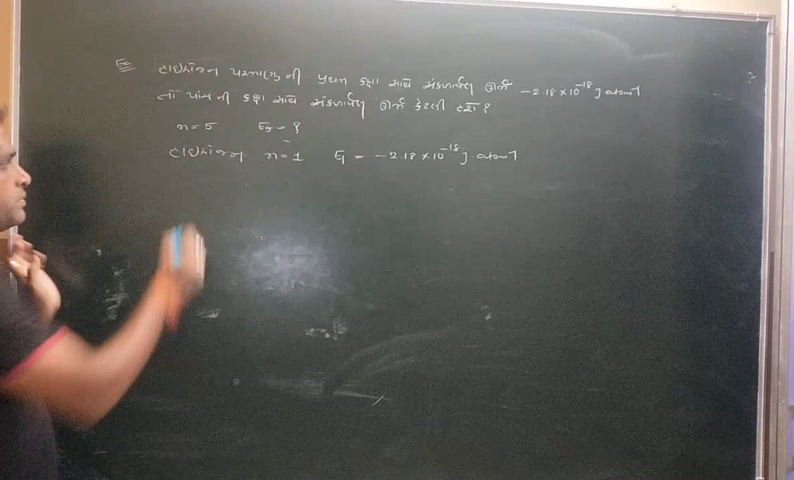 Ex હાઇડ્રોજન પરમાણુ ની પ્રથમ કક્ષા સાથે સંકળાયેલ ઊર્જા -2.18 × 10⁻¹⁸ J atom⁻¹
તો પાંચમી કક્ષા સાથે સંકળાયેલ ઊર્જા કેટલી હશે ?
n = 5 E₅ = ?
હાઇડ્રોજન n = 1 E₁ = -2.18 × 10⁻¹⁸ J atom⁻¹